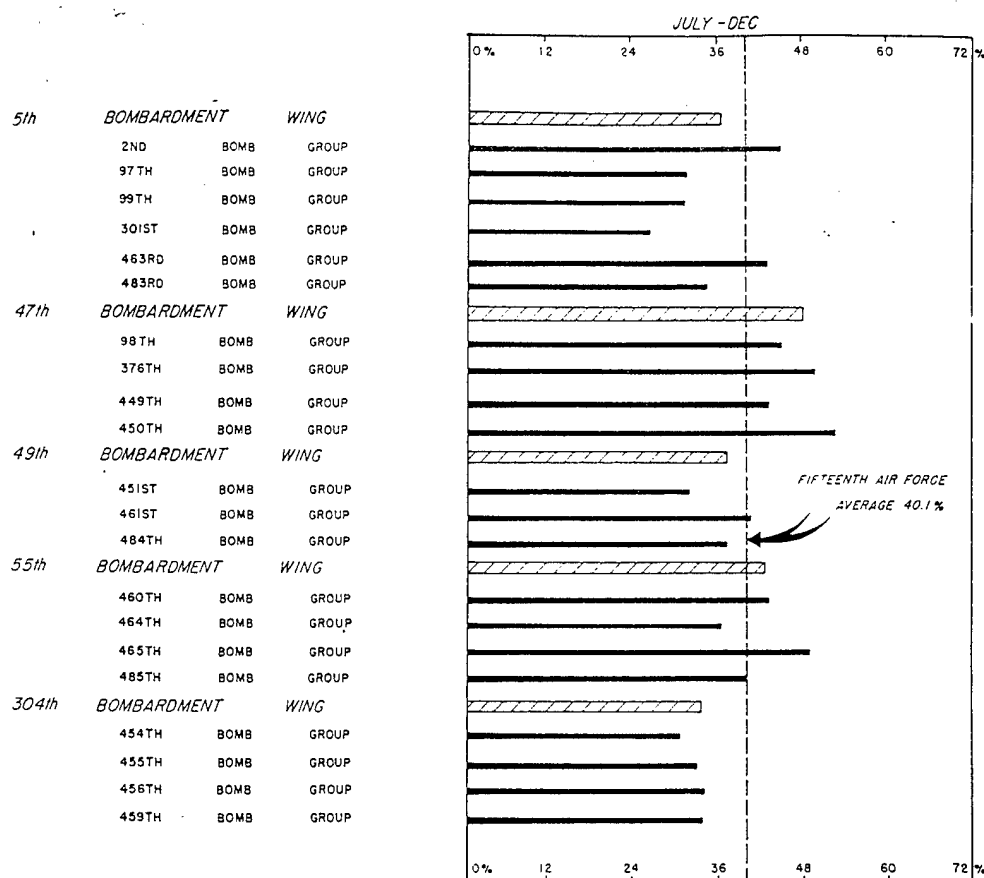 JULY - DEC
0% 12 24 36 48 60 72%
5th BOMBARDMENT WING
2ND BOMB GROUP
97TH BOMB GROUP
99TH BOMB GROUP
301ST BOMB GROUP
463RD BOMB GROUP
483RD BOMB GROUP
47th BOMBARDMENT WING
98TH BOMB GROUP
376TH BOMB GROUP
449TH BOMB GROUP
450TH BOMB GROUP
49th BOMBARDMENT WING
451ST BOMB GROUP
461ST BOMB GROUP
484TH BOMB GROUP
FIFTEENTH AIR FORCE
AVERAGE 40.1%
55th BOMBARDMENT WING
460TH BOMB GROUP
464TH BOMB GROUP
465TH BOMB GROUP
485TH BOMB GROUP
304th BOMBARDMENT WING
454TH BOMB GROUP
455TH BOMB GROUP
456TH BOMB GROUP
459TH BOMB GROUP
0% 12 24 36 48 60 72%